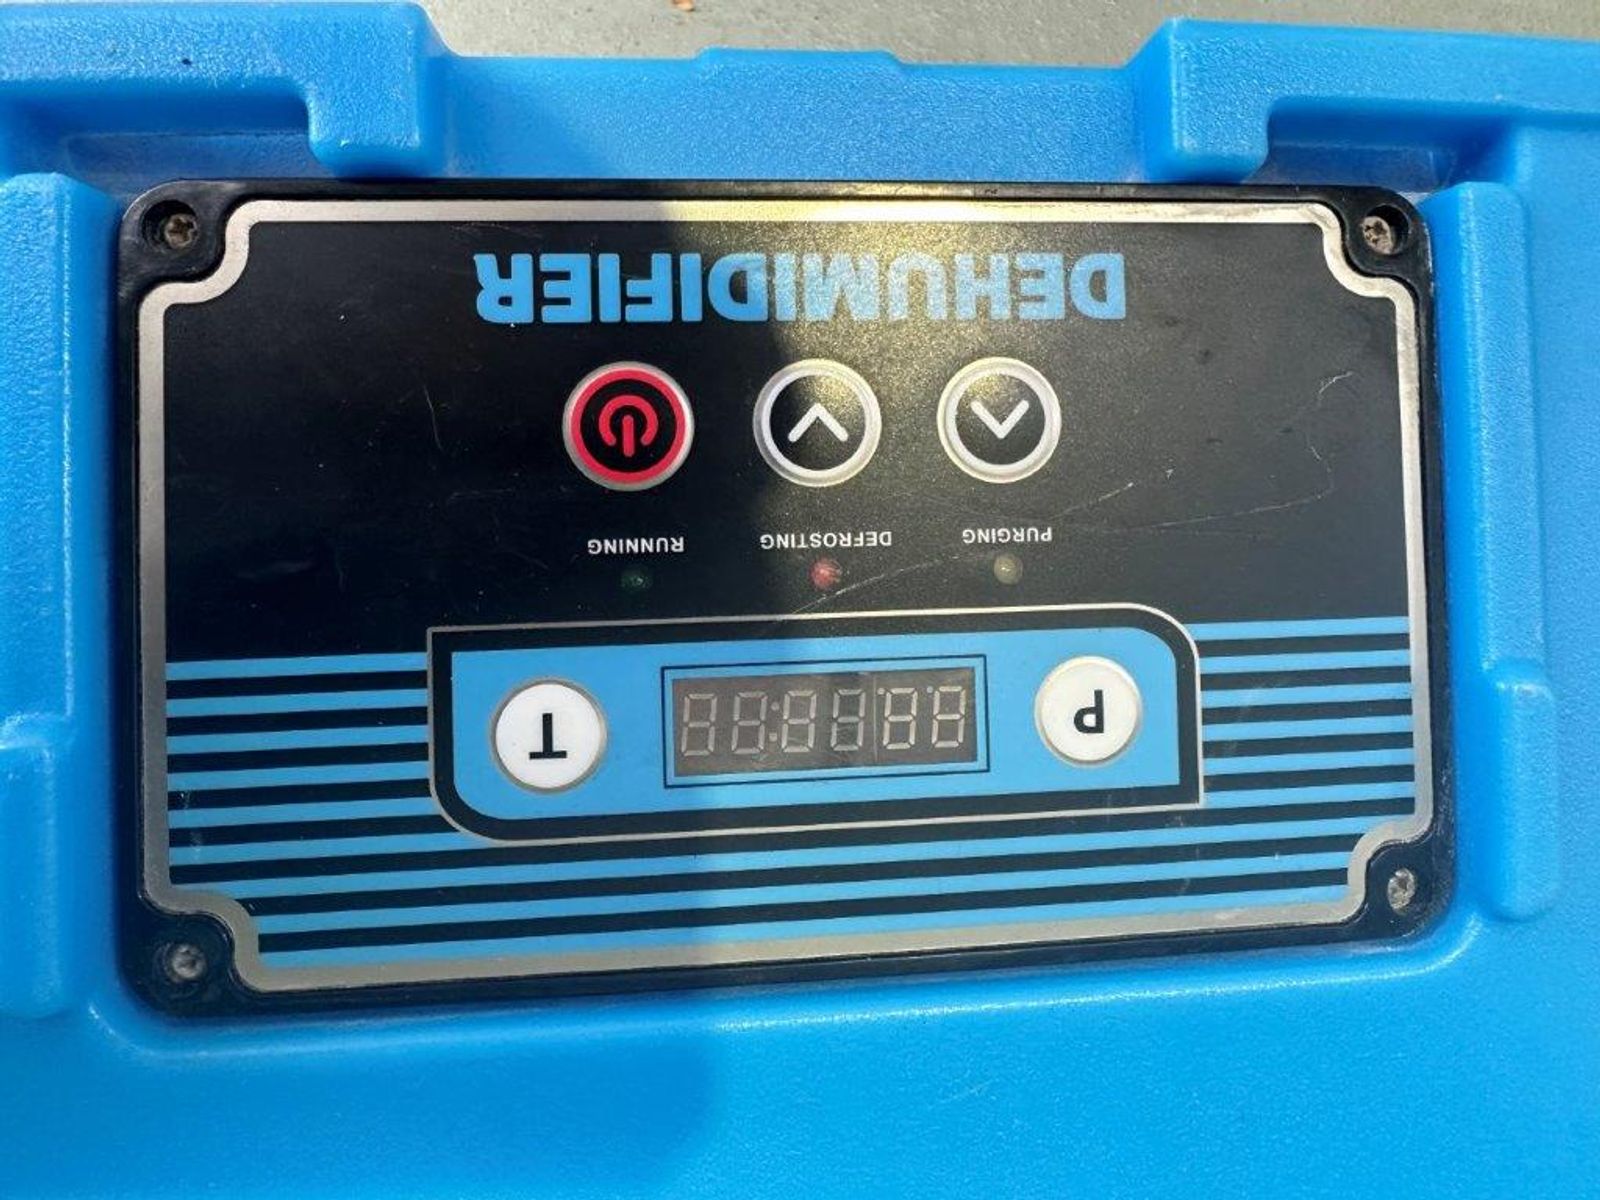 P T
PURGING DEFROSTING RUNNING
DEHUMIDIFIER